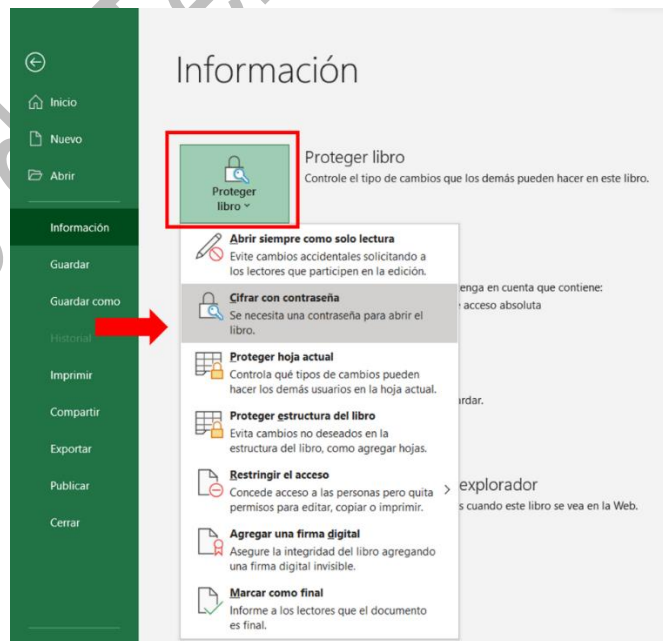 Información
Inicio
Nuevo
Abrir
Información
Guardar
Guardar como
Historial
Imprimir
Compartir
Exportar
Publicar
Cerrar
Proteger
libro
Proteger libro
Controle el tipo de cambios que los demás pueden hacer en este libro.
Abrir siempre como solo lectura
Evite cambios accidentales solicitando a
los lectores que participen en la edición.
Cifrar con contraseña
Se necesita una contraseña para abrir el
libro.
Proteger hoja actual
Controla qué tipos de cambios pueden
hacer los demás usuarios en la hoja actual.
Proteger estructura del libro
Evita cambios no deseados en la
estructura del libro, como agregar hojas.
Restringir el acceso
Concede acceso a las personas pero quita
permisos para editar, copiar o imprimir.
Agregar una firma digital
Asegure la integridad del libro agregando
una firma digital invisible.
Marcar como final
Informe a los lectores que el documento
es final.
enga en cuenta que contiene:
acceso absoluta
rdar.
explorador
s cuando este libro se vea en la Web.